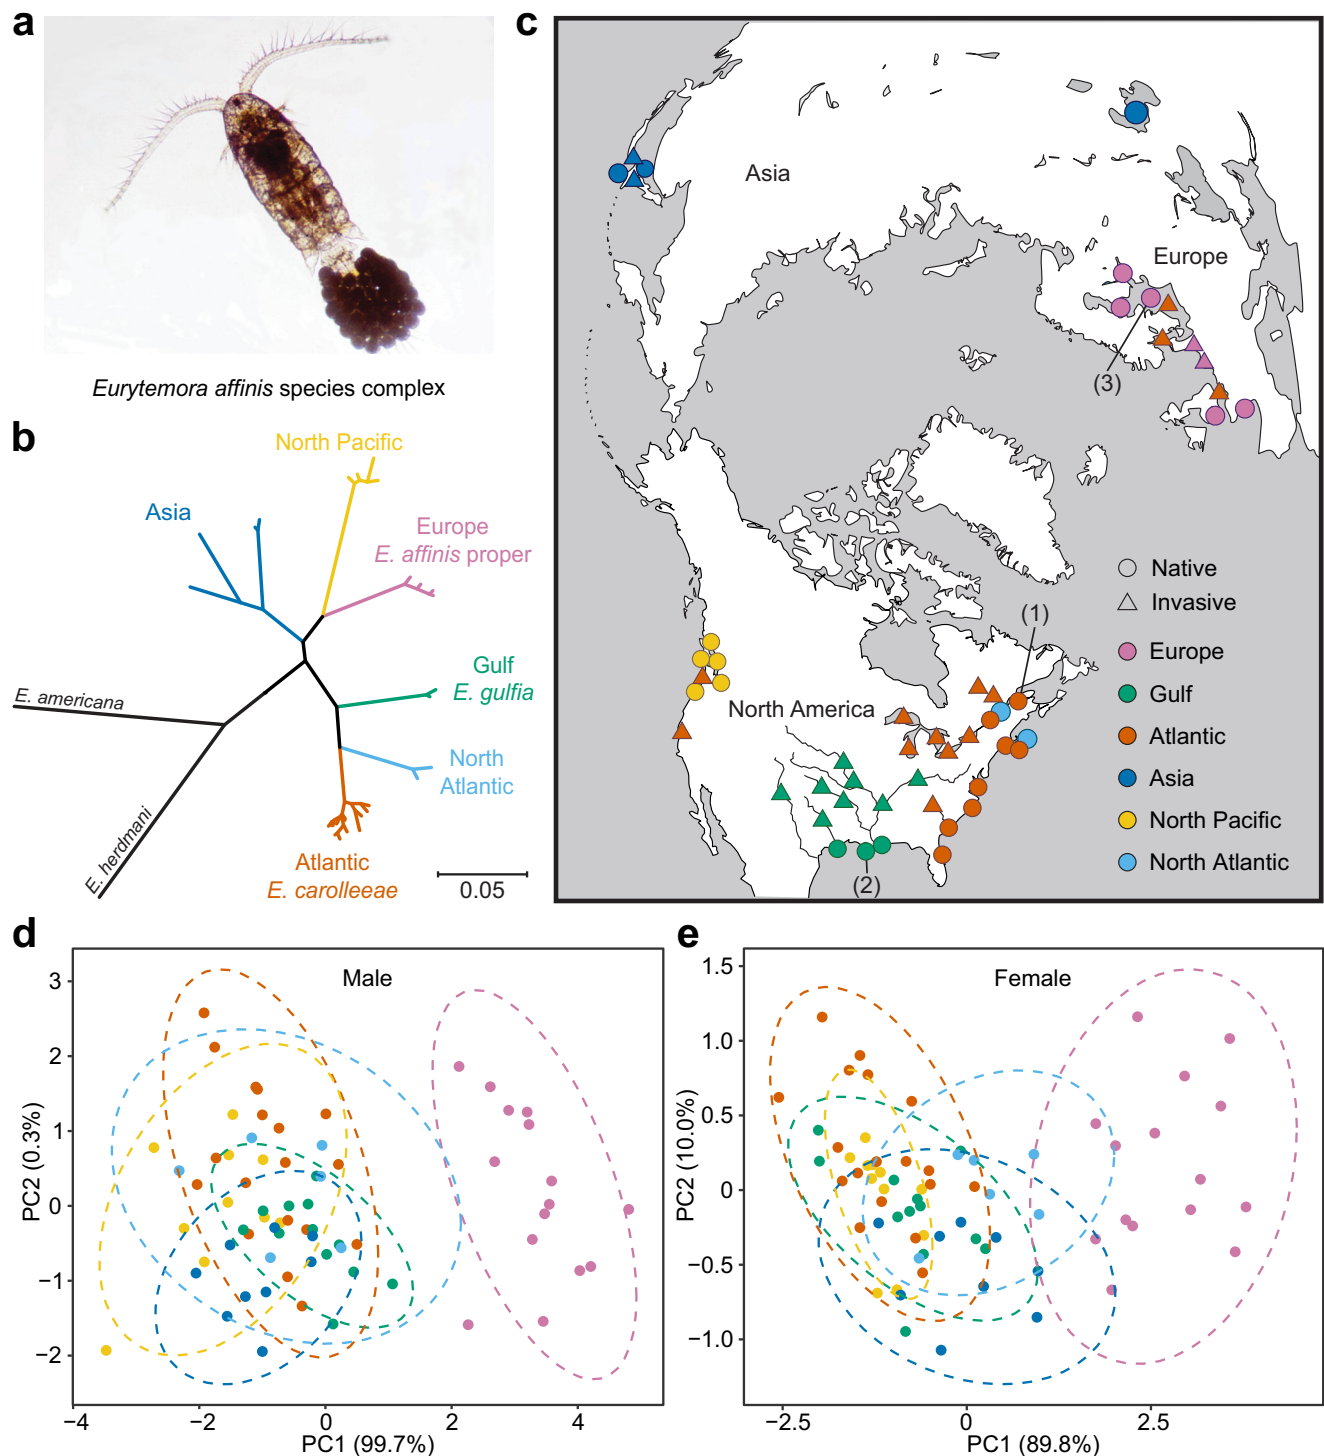 a
Eurytemora affinis species complex
b
North Pacific
Asia
Europe
E. affinis proper
Gulf
E. gulfia
E. americana
North
Atlantic
E. herdmani
Atlantic
E. carolleeae
0.05
c
Asia
Europe
(3)
(1)
North America
(2)
Native
Invasive
Europe
Gulf
Atlantic
Asia
North Pacific
North Atlantic
d
Male
3
2
1
0
−1
−2
PC2 (0.3%)
−4
−2
0
2
4
PC1 (99.7%)
e
Female
1.5
1.0
0.5
0
−0.5
−1.0
PC2 (10.0%)
−2.5
0
2.5
PC1 (89.8%)